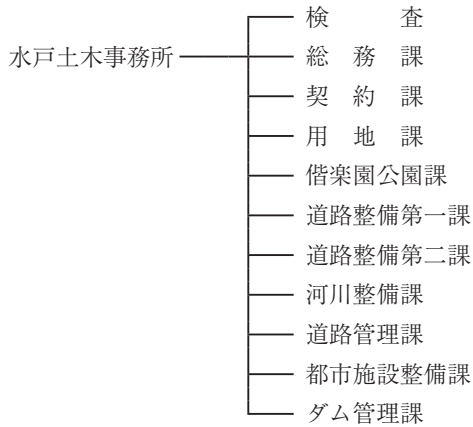 検査
水戸土木事務所 総務課
契約課
用地課
偕楽園公園課
道路整備第一課
道路整備第二課
河川整備課
道路管理課
都市施設整備課
ダム管理課